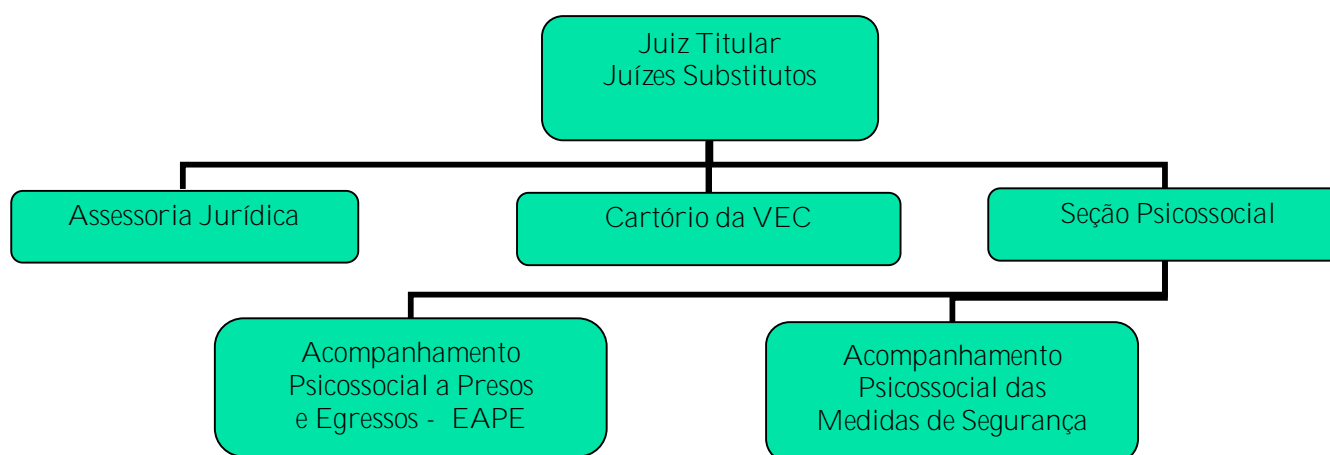 Juiz Titular
Juízes Substitutos
Assessoria Jurídica
Cartório da VEC
Seção Psicossocial
Acompanhamento
Psicossocial a Presos
e Egressos - EAPE
Acompanhamento
Psicossocial das
Medidas de Segurança